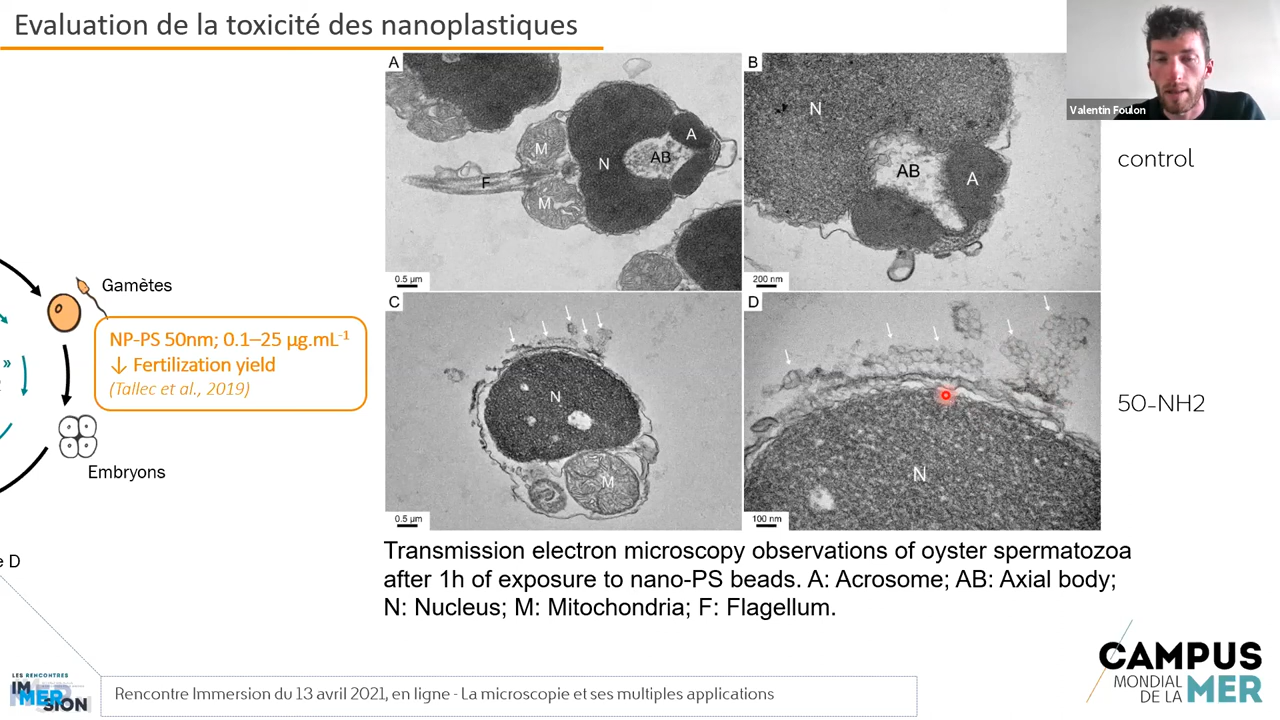 Evaluation de la toxicité des nanoplastiques
Valentin Foulon
A
M
M
F
N
AB
A
0.5 µm
B
N
AB
A
200 nm
control
C
N
M
0.5 µm
D
N
100 nm
50-NH2
Gamètes
NP-PS 50nm; 0.1–25 µg.mL-1
↓ Fertilization yield
(Tallec et al., 2019)
»
Embryons
e D
Transmission electron microscopy observations of oyster spermatozoa
after 1h of exposure to nano-PS beads. A: Acrosome; AB: Axial body;
N: Nucleus; M: Mitochondria; F: Flagellum.
LES RENCONTRES
IM
MER
SION
Rencontre Immersion du 13 avril 2021, en ligne - La microscopie et ses multiples applications
CAMPUS
MONDIAL
DE LA MER